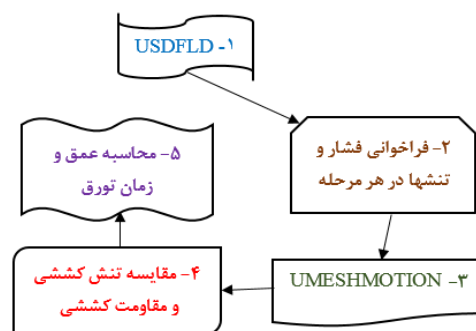 ۱- USDFLD
۲- فراخوانی فشار و
تنشها در هر مرحله
۳- UMESHMOTION
۴- مقایسه تنش کششی
و مقاومت کششی
۵- محاسبه عمق و
زمان تورق